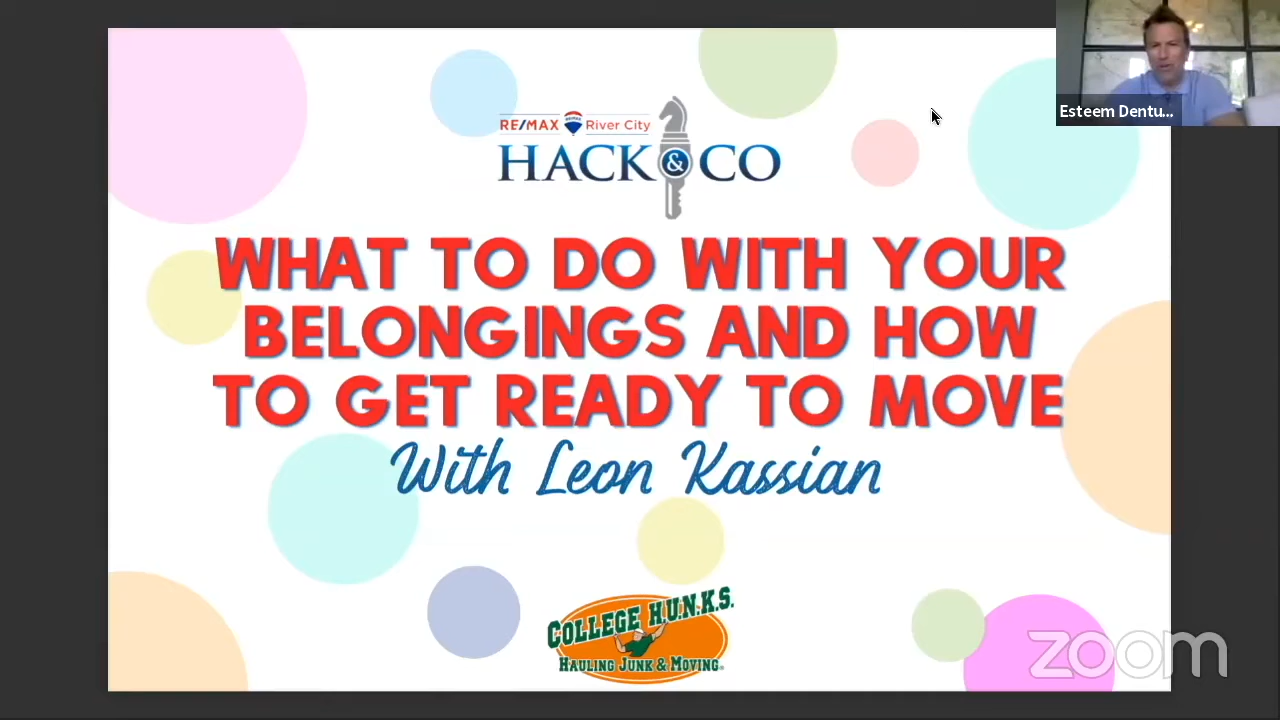 RE/MAX River City
HACK & CO
WHAT TO DO WITH YOUR
BELONGINGS AND HOW
TO GET READY TO MOVE
With Leon Kassian
COLLEGE H.U.N.K.S.
HAULING JUNK & MOVING®
Esteem Dentu...
zoom